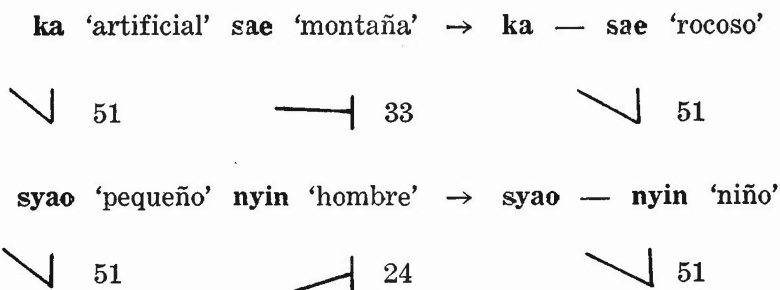 ka ‘artificial’ sae ‘montaña’ → ka — sae ‘rocoso’
51 33 51
syao ‘pequeño’ nyin ‘hombre’ → syao — nyin ‘niño’
51 24 51